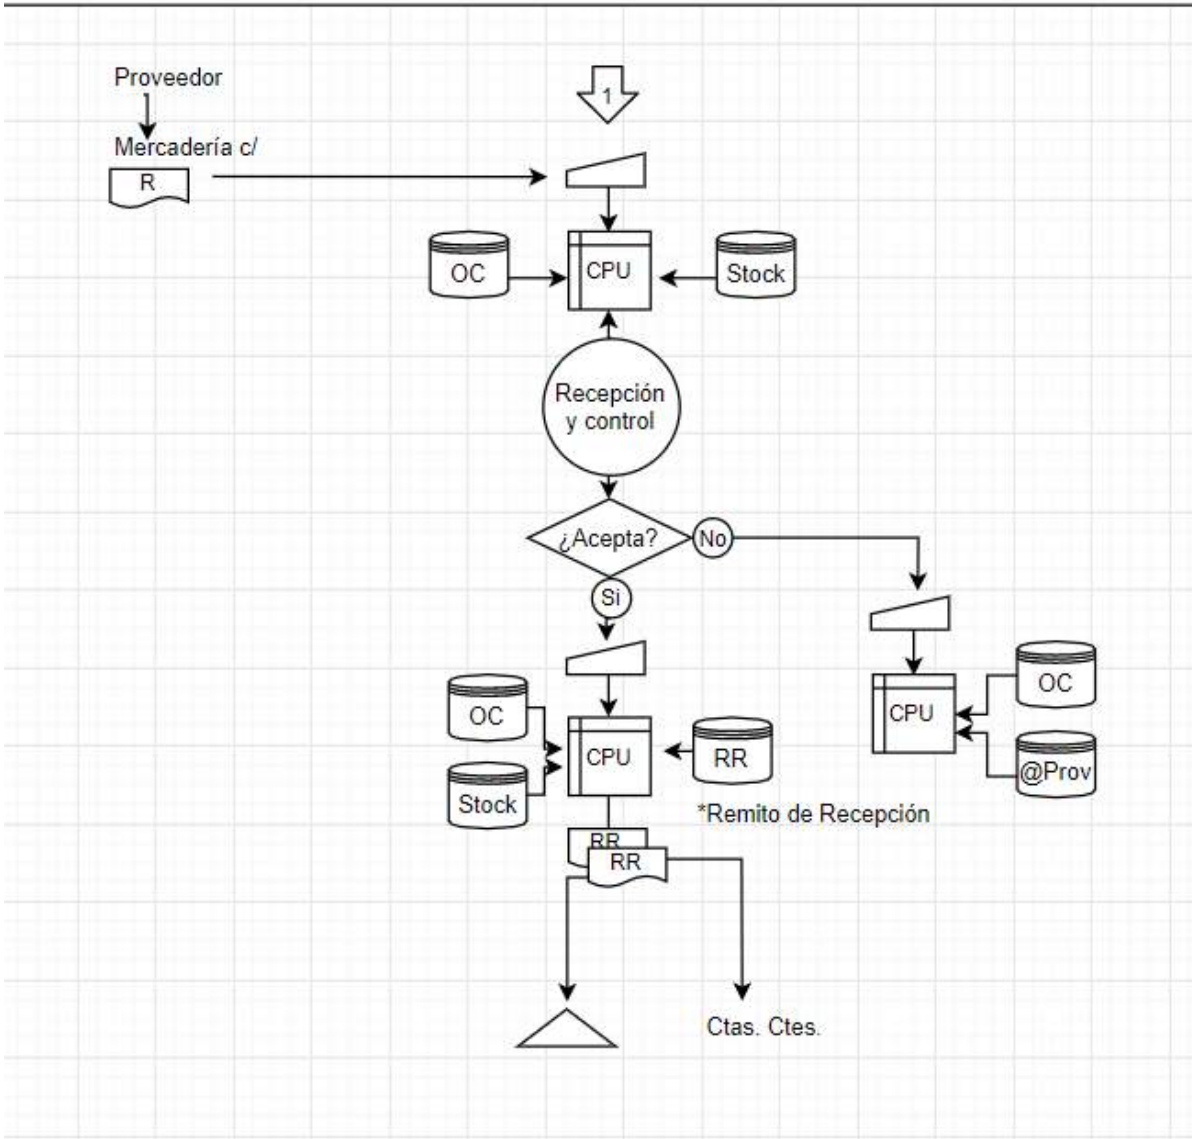 Proveedor
1
Mercadería c/
R
OC
CPU
Stock
Recepción
y control
¿Acepta?
No
Si
OC
CPU
RR
Stock
OC
CPU
@Prov
*Remito de Recepción
RR
RR
Ctas. Ctes.